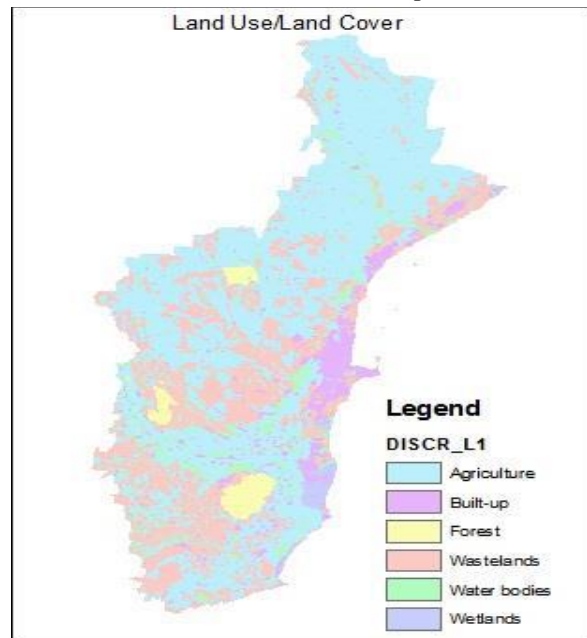 Land Use/Land Cover
Legend
DISCR_L1
Agriculture
Built-up
Forest
Wastelands
Water bodies
Wetlands